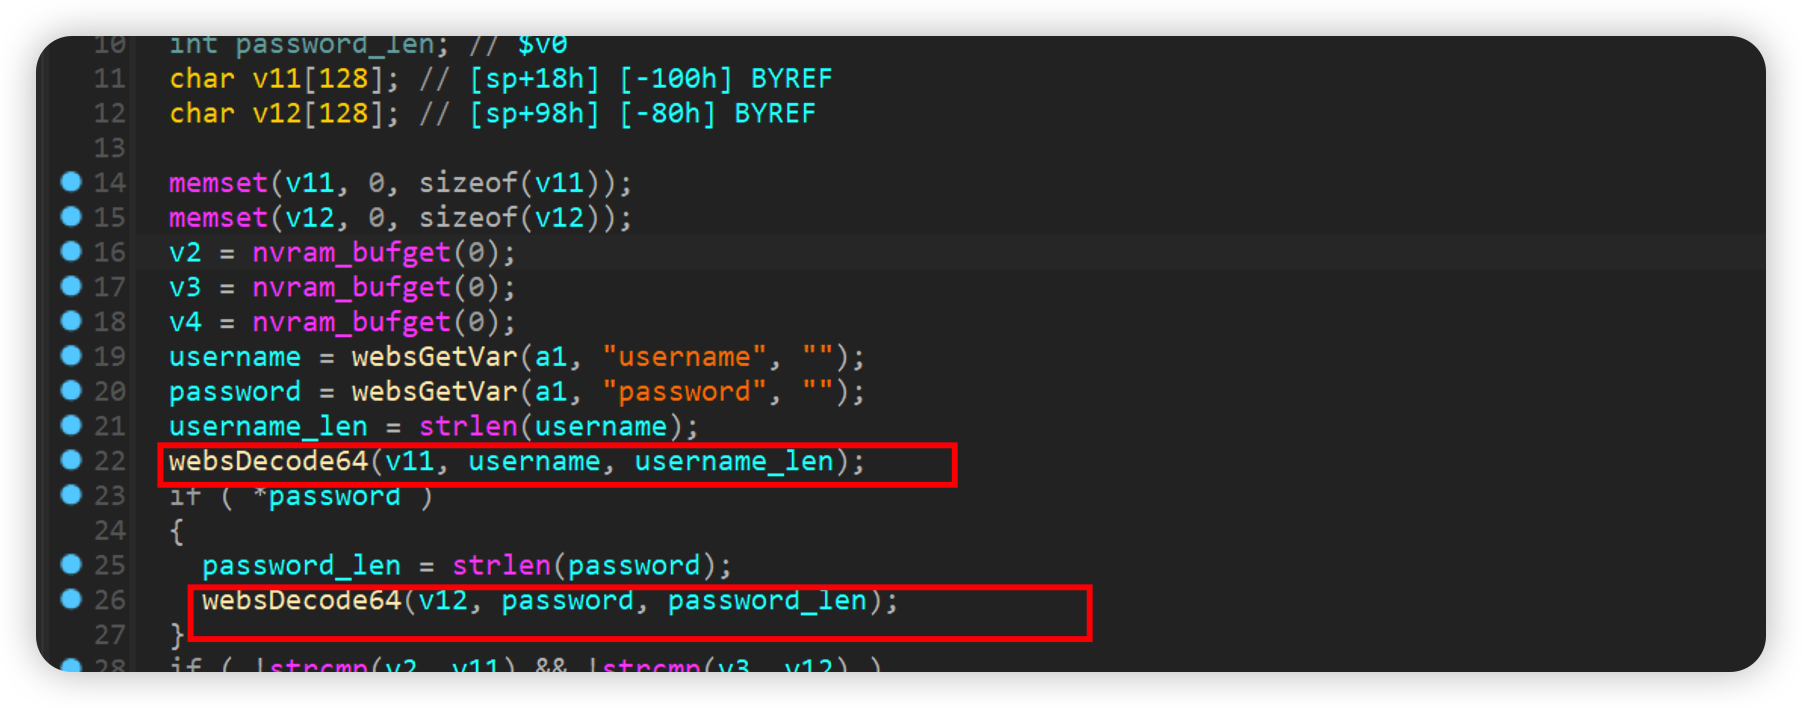 10 int password_len; // $v0
11 char v11[128]; // [sp+18h] [-100h] BYREF
12 char v12[128]; // [sp+98h] [-80h] BYREF
13
14 memset(v11, 0, sizeof(v11));
15 memset(v12, 0, sizeof(v12));
16 v2 = nvram_bufget(0);
17 v3 = nvram_bufget(0);
18 v4 = nvram_bufget(0);
19 username = websGetVar(a1, "username", "");
20 password = websGetVar(a1, "password", "");
21 username_len = strlen(username);
22 websDecode64(v11, username, username_len);
23 if ( *password )
24 {
25 password_len = strlen(password);
26 websDecode64(v12, password, password_len);
27 }
28 if ( !strcmp(v2, v11) && !strcmp(v3, v12) )